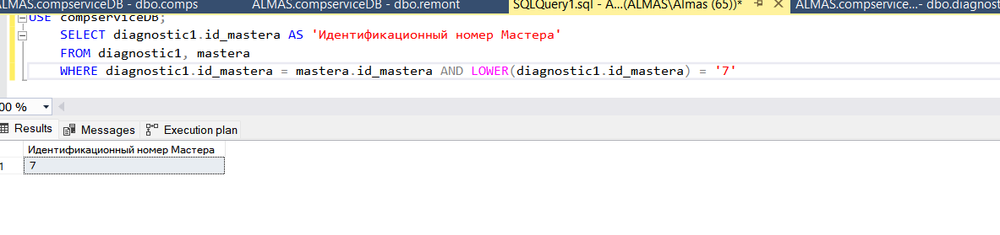 ALMAS.compserviceDB - dbo.comps ALMAS.compserviceDB - dbo.remont SQLQuery1.sql - A...(ALMAS\Almas (65))* ALMAS.compservice...- dbo.diagnost
USE compserviceDB;
SELECT diagnostic1.id_mastera AS 'Идентификационный номер Мастера'
FROM diagnostic1, mastera
WHERE diagnostic1.id_mastera = mastera.id_mastera AND LOWER(diagnostic1.id_mastera) = '7'
00 %
Results Messages Execution plan
Идентификационный номер Мастера
1 7